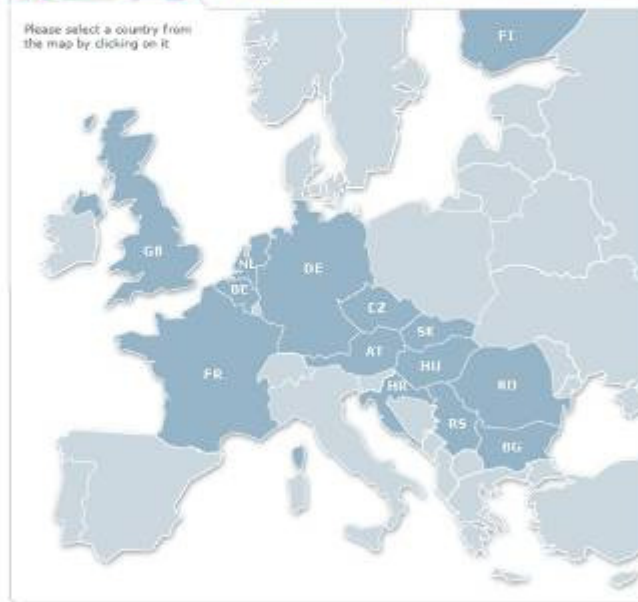 Please select a country from
the map by clicking on it
FI
GB
NL
DE
BE
CZ
SK
AT
FR
HU
HR
RO
RS
BG